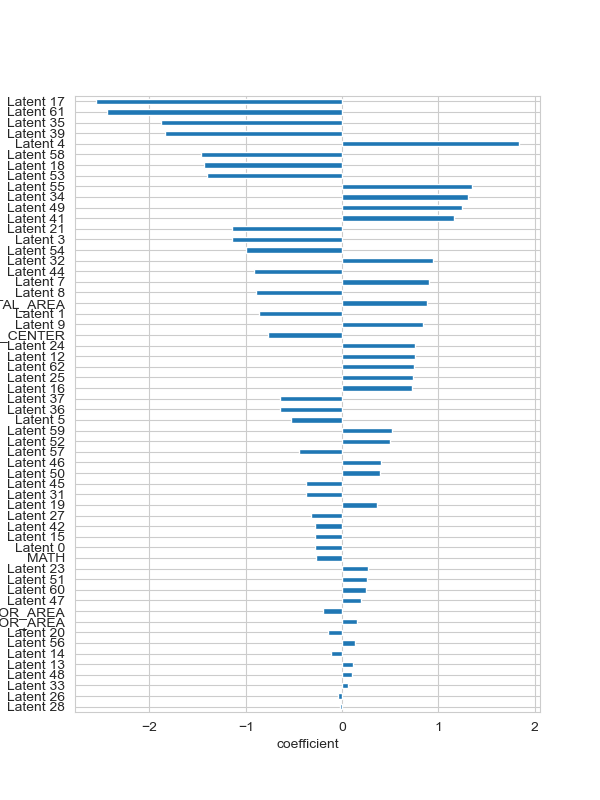 Latent 17
Latent 61
Latent 35
Latent 39
Latent 4
Latent 58
Latent 18
Latent 53
Latent 55
Latent 34
Latent 49
Latent 41
Latent 21
Latent 3
Latent 54
Latent 32
Latent 44
Latent 7
Latent 8
TAL_AREA
Latent 1
Latent 9
_CENTER
Latent 24
Latent 12
Latent 62
Latent 25
Latent 16
Latent 37
Latent 36
Latent 5
Latent 59
Latent 52
Latent 57
Latent 46
Latent 50
Latent 45
Latent 31
Latent 19
Latent 27
Latent 42
Latent 15
Latent 0
MATH
Latent 23
Latent 51
Latent 60
Latent 47
OR_AREA
OR_AREA
Latent 20
Latent 56
Latent 14
Latent 13
Latent 48
Latent 33
Latent 26
Latent 28
−2 −1 0 1 2
coefficient